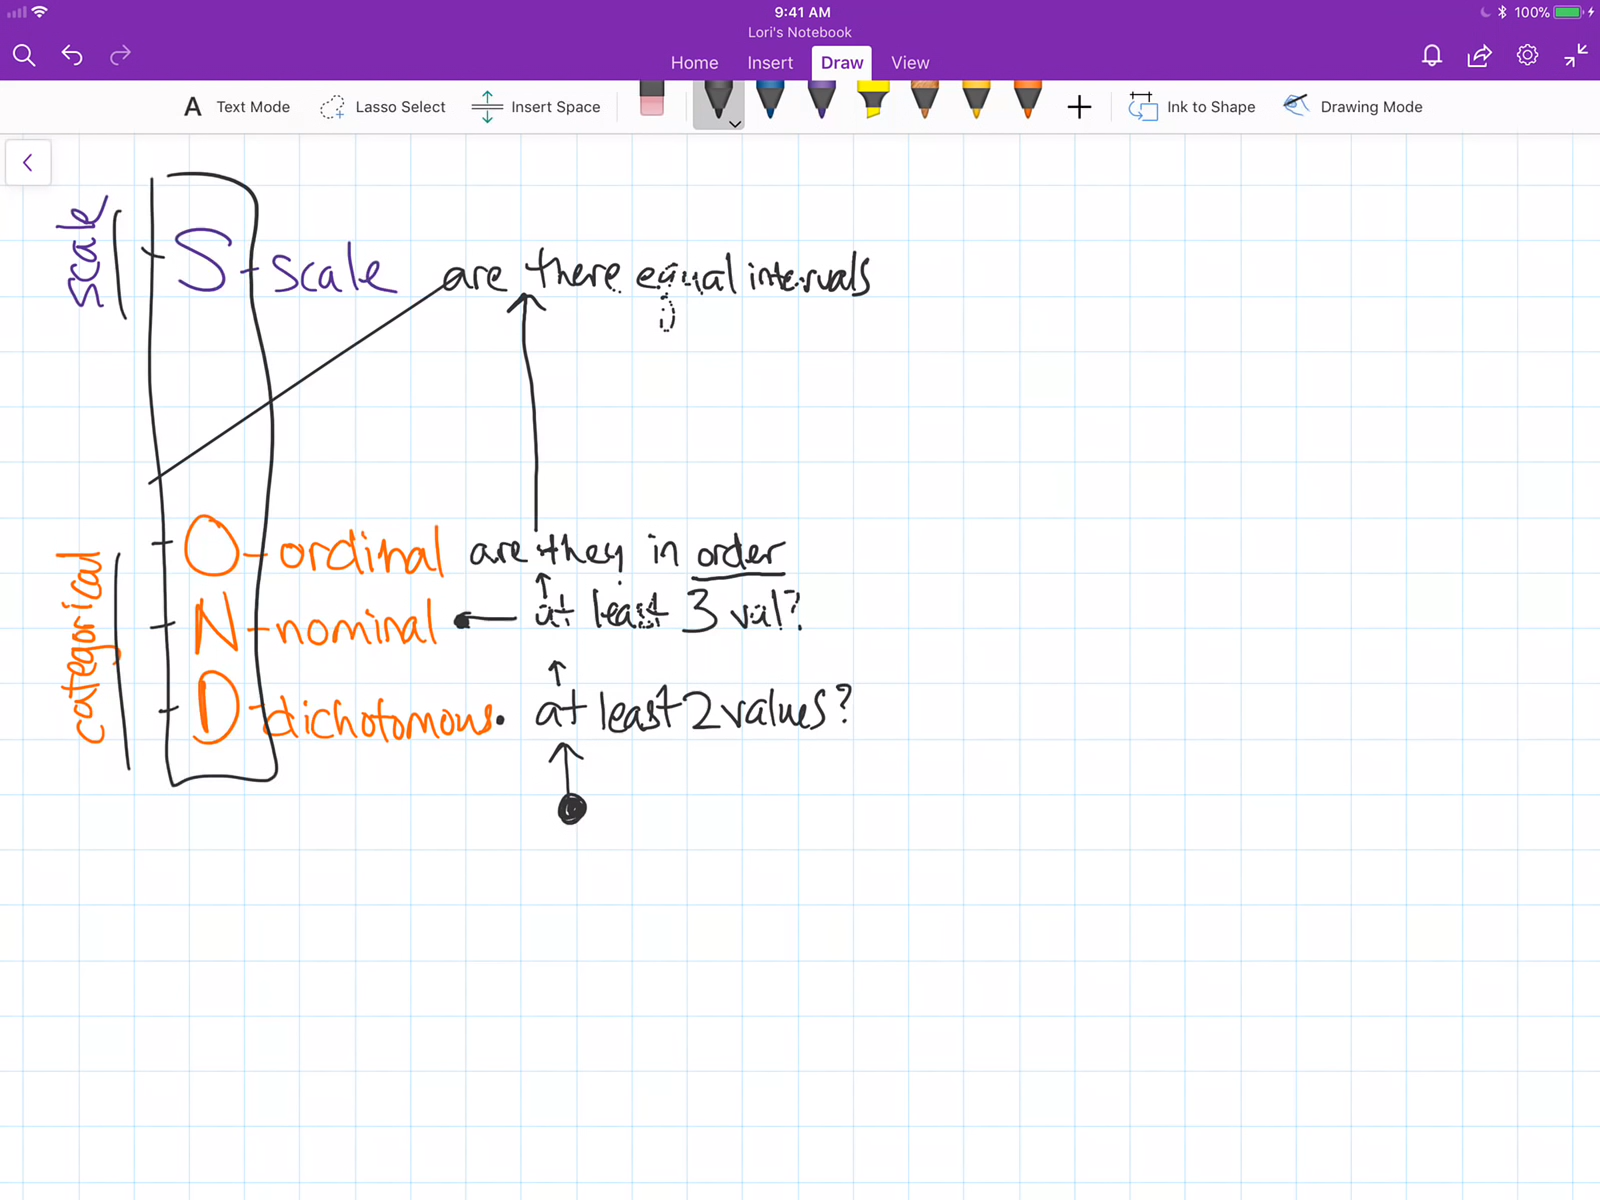 9:41 AM
100%
Lori's Notebook
Home Insert Draw View
A Text Mode Lasso Select Insert Space Ink to Shape Drawing Mode
scale
S - scale are there equal intervals
categorical
O - ordinal are they in order
N - nominal at least 3 val?
D - dichotomous. at least 2 values?